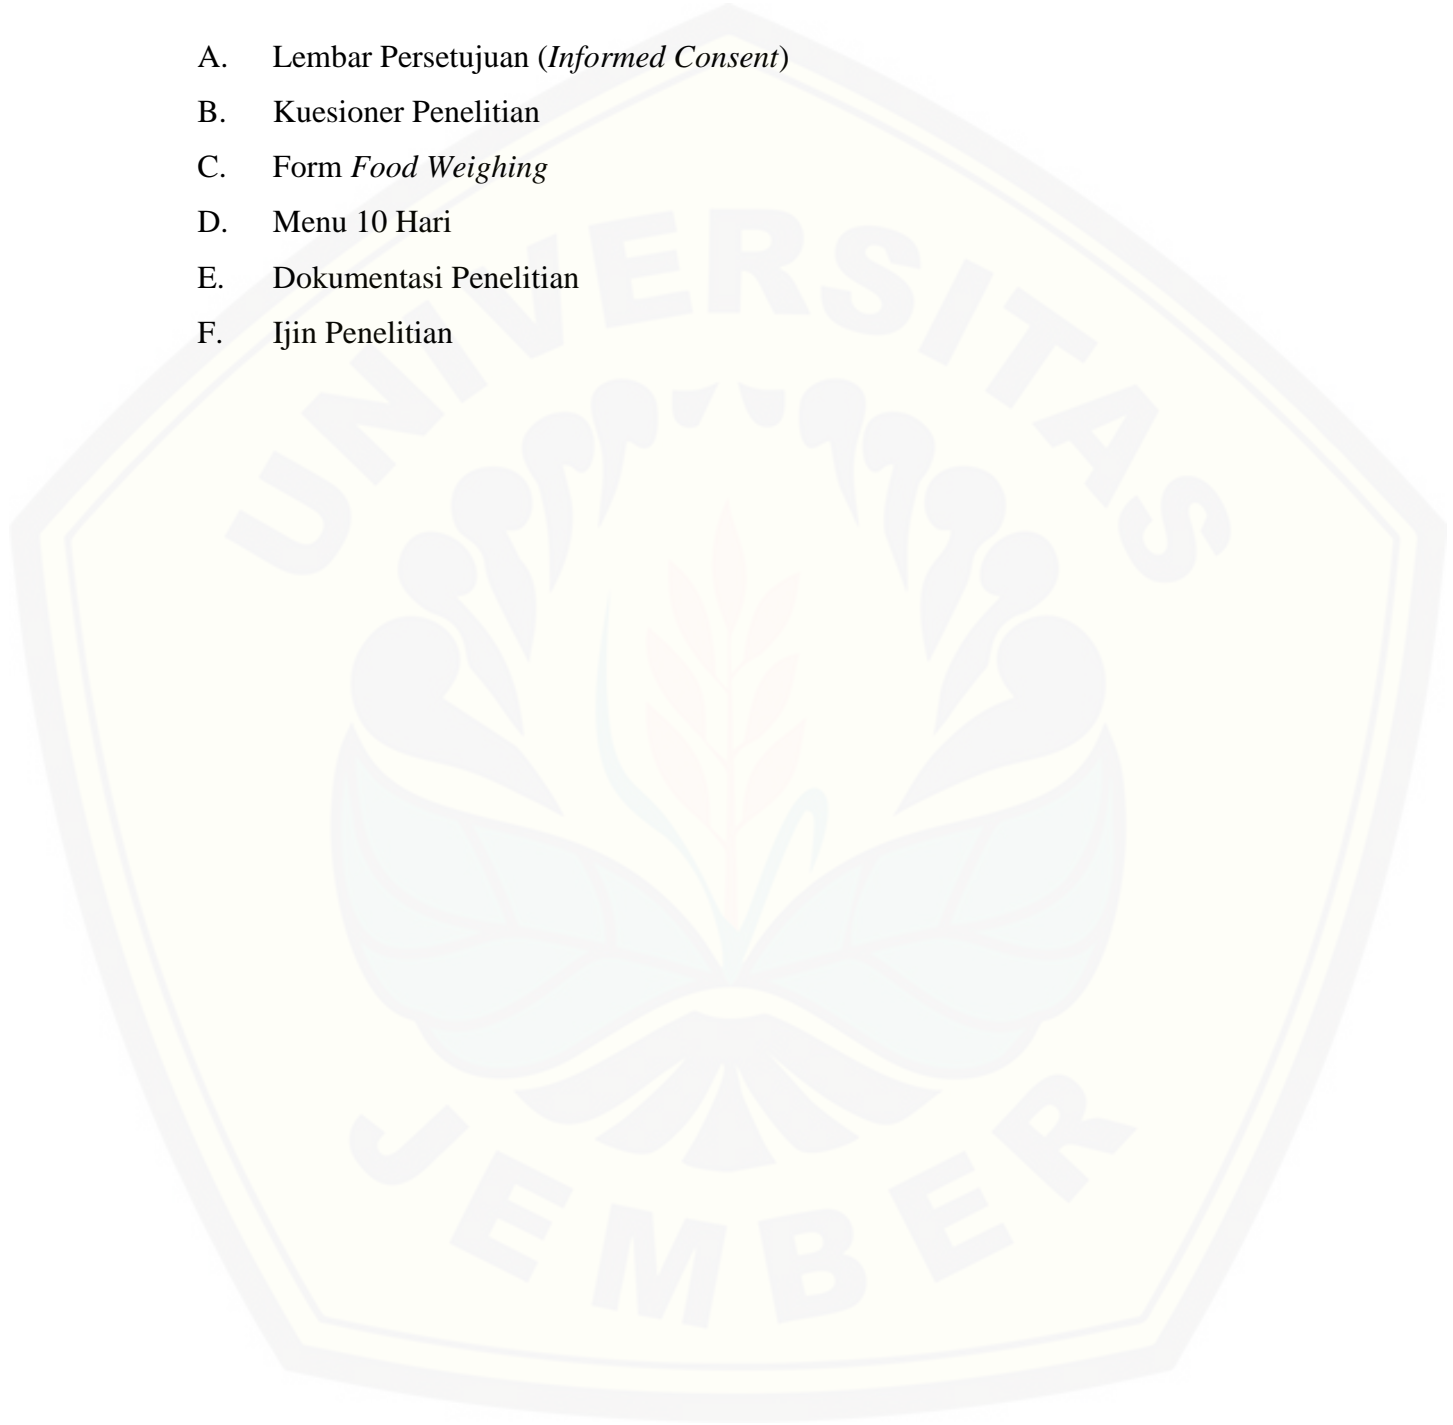 A. Lembar Persetujuan (Informed Consent)
B. Kuesioner Penelitian
C. Form Food Weighing
D. Menu 10 Hari
E. Dokumentasi Penelitian
F. Ijin Penelitian
UNIVERSITAS
JEMBER